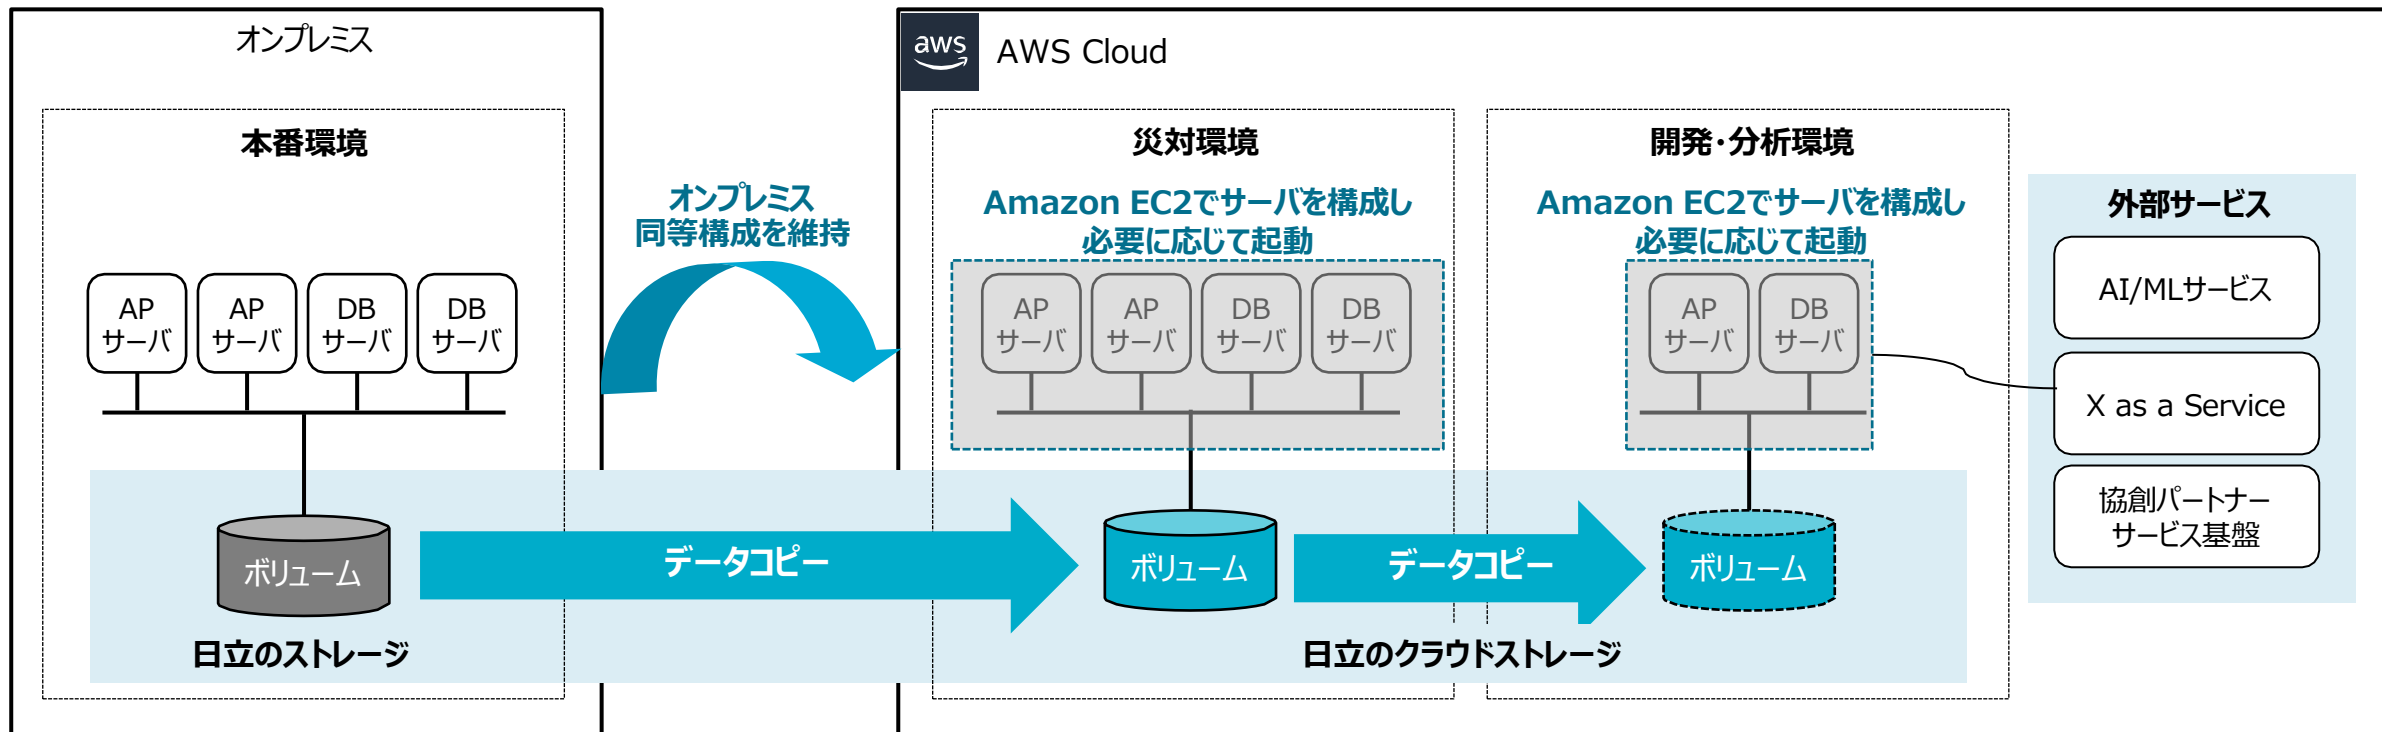 オンプレミス
本番環境
AP
サーバ
AP
サーバ
DB
サーバ
DB
サーバ
ボリューム
日立のストレージ
オンプレミス
同等構成を維持
データコピー
aws
AWS Cloud
災対環境
Amazon EC2でサーバを構成し
必要に応じて起動
AP
サーバ
AP
サーバ
DB
サーバ
DB
サーバ
ボリューム
データコピー
開発・分析環境
Amazon EC2でサーバを構成し
必要に応じて起動
AP
サーバ
DB
サーバ
ボリューム
日立のクラウドストレージ
外部サービス
AI/MLサービス
X as a Service
協創パートナー
サービス基盤